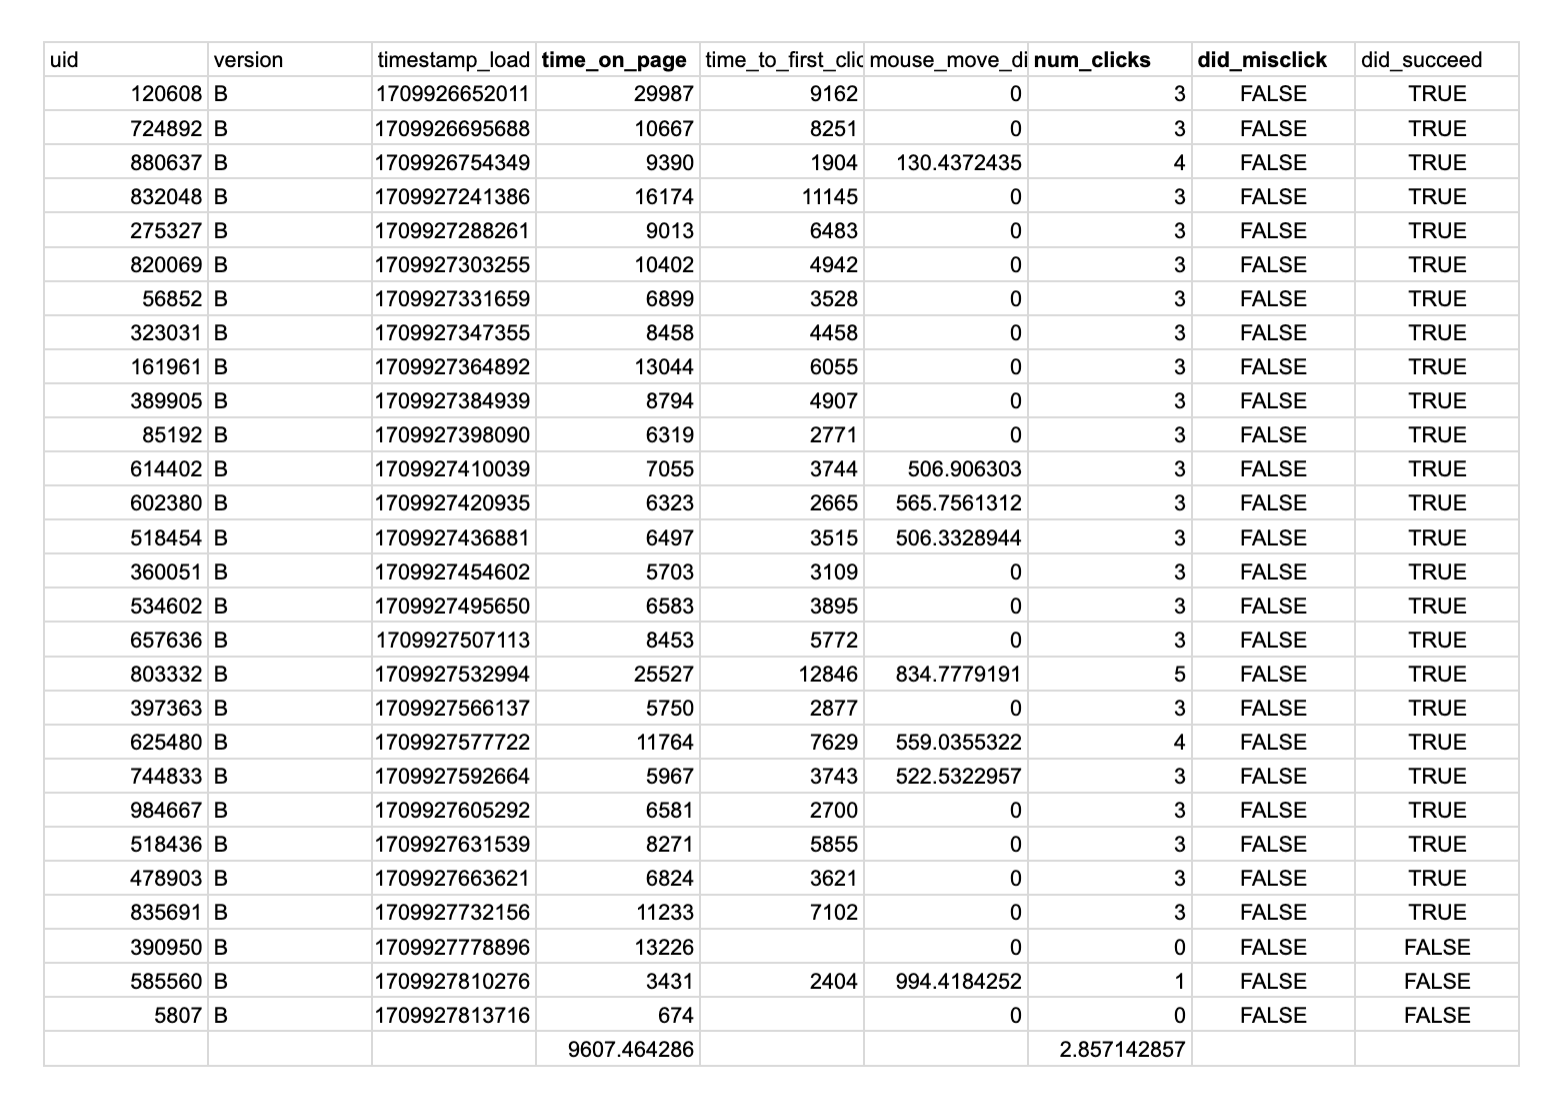 uid version timestamp_load time_on_page time_to_first_clic mouse_move_di num_clicks did_misclick did_succeed
120608 B 1709926652011 29987 9162 0 3 FALSE TRUE
724892 B 1709926695688 10667 8251 0 3 FALSE TRUE
880637 B 1709926754349 9390 1904 130.4372435 4 FALSE TRUE
832048 B 1709927241386 16174 11145 0 3 FALSE TRUE
275327 B 1709927288261 9013 6483 0 3 FALSE TRUE
820069 B 1709927303255 10402 4942 0 3 FALSE TRUE
56852 B 1709927331659 6899 3528 0 3 FALSE TRUE
323031 B 1709927347355 8458 4458 0 3 FALSE TRUE
161961 B 1709927364892 13044 6055 0 3 FALSE TRUE
389905 B 1709927384939 8794 4907 0 3 FALSE TRUE
85192 B 1709927398090 6319 2771 0 3 FALSE TRUE
614402 B 1709927410039 7055 3744 506.906303 3 FALSE TRUE
602380 B 1709927420935 6323 2665 565.7561312 3 FALSE TRUE
518454 B 1709927436881 6497 3515 506.3328944 3 FALSE TRUE
360051 B 1709927454602 5703 3109 0 3 FALSE TRUE
534602 B 1709927495650 6583 3895 0 3 FALSE TRUE
657636 B 1709927507113 8453 5772 0 3 FALSE TRUE
803332 B 1709927532994 25527 12846 834.7779191 5 FALSE TRUE
397363 B 1709927566137 5750 2877 0 3 FALSE TRUE
625480 B 1709927577722 11764 7629 559.0355322 4 FALSE TRUE
744833 B 1709927592664 5967 3743 522.5322957 3 FALSE TRUE
984667 B 1709927605292 6581 2700 0 3 FALSE TRUE
518436 B 1709927631539 8271 5855 0 3 FALSE TRUE
478903 B 1709927663621 6824 3621 0 3 FALSE TRUE
835691 B 1709927732156 11233 7102 0 3 FALSE TRUE
390950 B 1709927778896 13226 0 0 FALSE FALSE
585560 B 1709927810276 3431 2404 994.4184252 1 FALSE FALSE
5807 B 1709927813716 674 0 0 FALSE FALSE
9607.464286 2.857142857